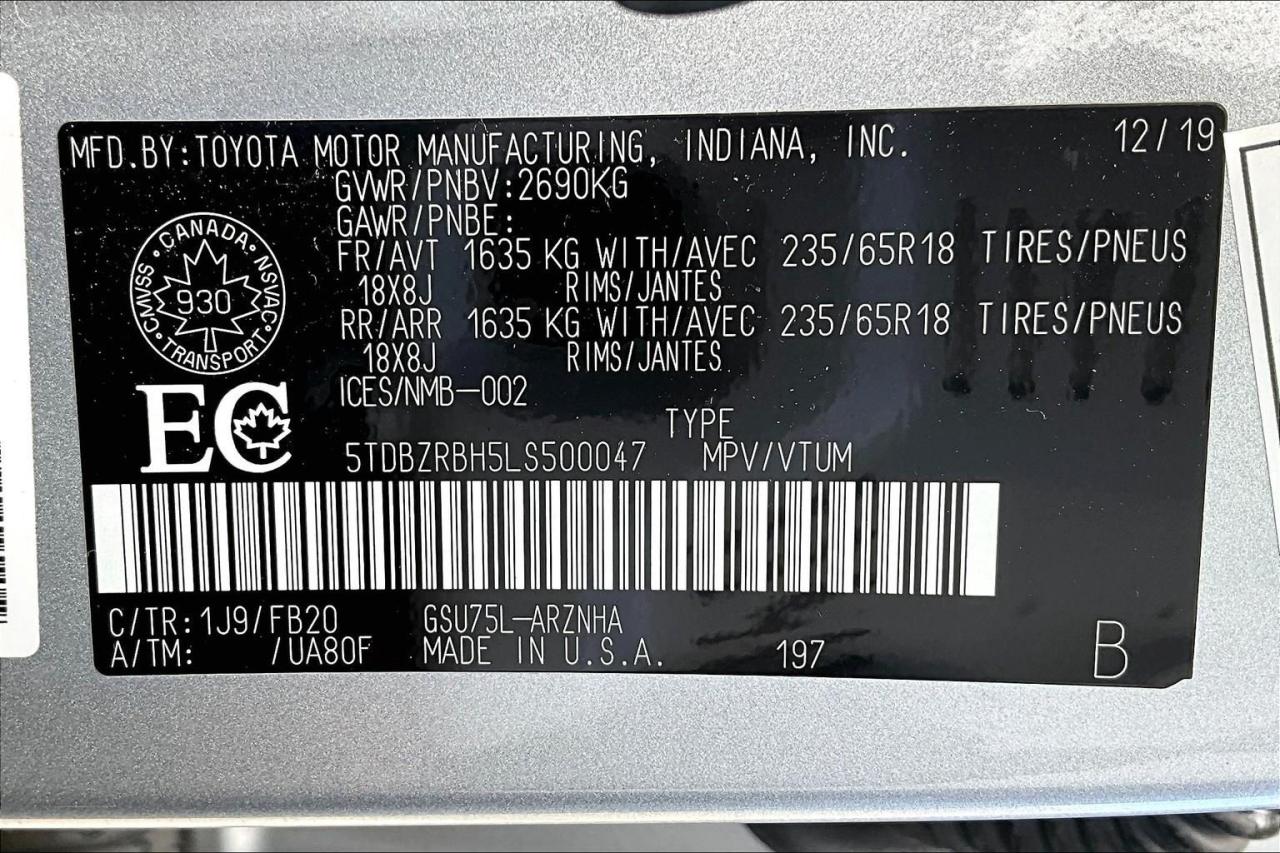 MFD.BY:TOYOTA MOTOR MANUFACTURING, INDIANA, INC. 12/19
GVWR/PNBV:2690KG
GAWR/PNBE:
FR/AVT 1635 KG WITH/AVEC 235/65R18 TIRES/PNEUS
18X8J RIMS/JANTES
RR/ARR 1635 KG WITH/AVEC 235/65R18 TIRES/PNEUS
18X8J RIMS/JANTES
ICES/NMB-002
CMVSS • CANADA • NSVAC • TRANSPORT •
930
EC
TYPE
5TDBZRBH5LS500047 MPV/VTUM
C/TR:1J9/FB20 GSU75L-ARZNHA
A/TM: /UA80F MADE IN U.S.A. 197 B